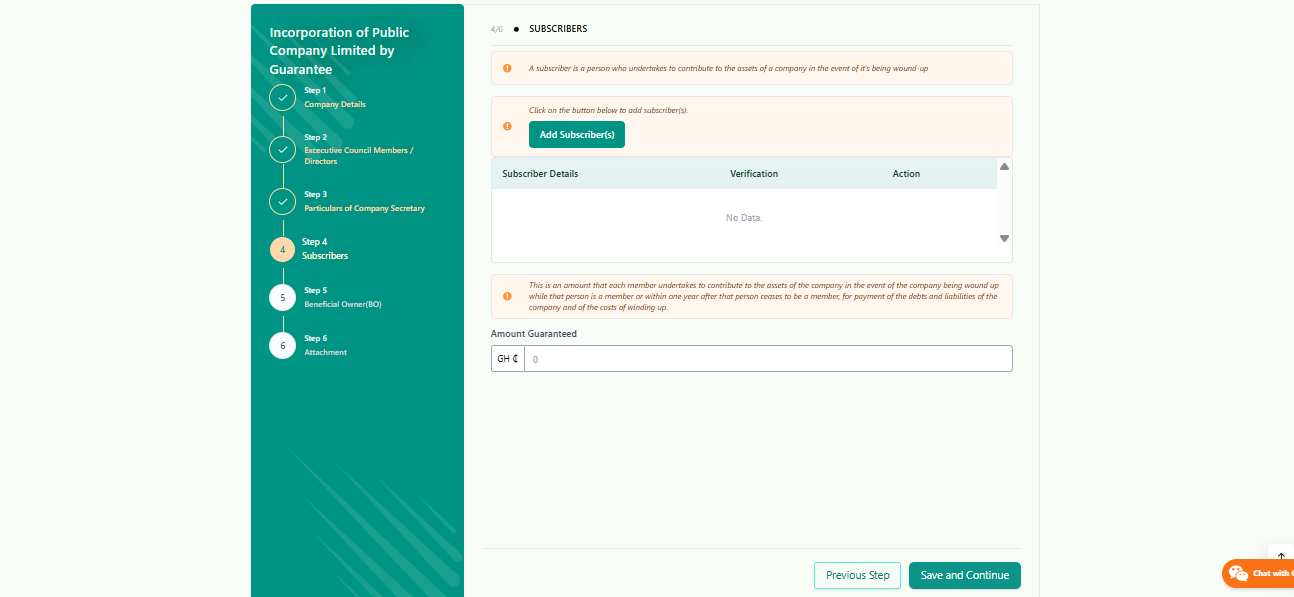 Incorporation of Public
Company Limited by
Guarantee
Step 1
Company Details
Step 2
Excecutive Council Members /
Directors
Step 3
Particulars of Company Secretary
4
Step 4
Subscribers
5
Step 5
Beneficial Owner(BO)
6
Step 6
Attachment
4/6 ● SUBSCRIBERS
A subscriber is a person who undertakes to contribute to the assets of a company in the event of it's being wound-up
Click on the button below to add subscriber(s).
Add Subscriber(s)
Subscriber Details Verification Action
No Data.
This is an amount that each member undertakes to contribute to the assets of the company in the event of the company being wound up
while that person is a member or within one year after that person ceases to be a member, for payment of the debts and liabilities of the
company and of the costs of winding up.
Amount Guaranteed
GH ₵ 0
Previous Step Save and Continue
Chat with